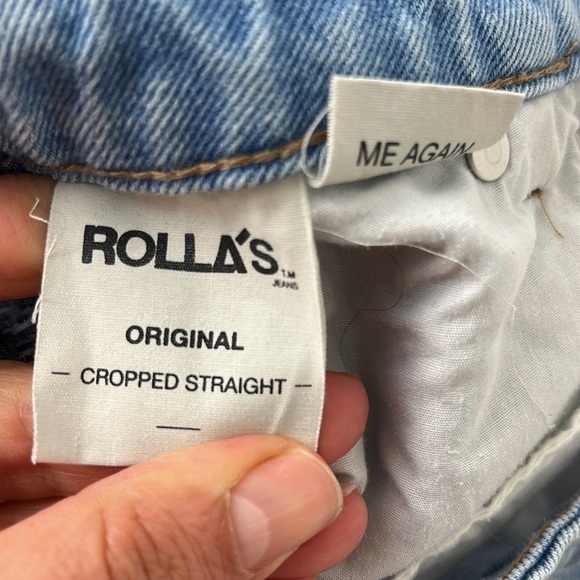 ROLLA'S TM
JEANS
ORIGINAL
— CROPPED STRAIGHT —
—
ME AGAIN